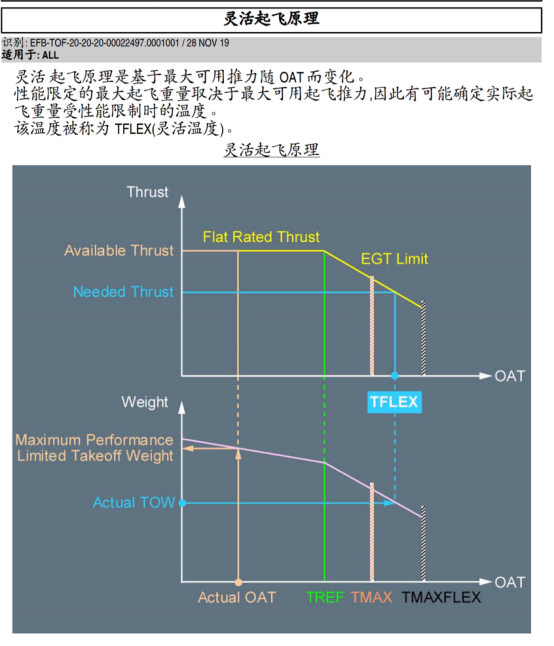 灵活起飞原理
识别: EFB-TOF-20-20-20-00022497.0001001 / 28 NOV 19
适用于: ALL
灵活起飞原理是基于最大可用推力随 OAT 而变化。
性能限定的最大起飞重量取决于最大可用起飞推力,因此有可能确定实际起
飞重量受性能限制时的温度。
该温度被称为 TFLEX(灵活温度)。
灵活起飞原理
Thrust
Flat Rated Thrust
Available Thrust
EGT Limit
Needed Thrust
OAT
TFLEX
Weight
Maximum Performance
Limited Takeoff Weight
Actual TOW
OAT
Actual OAT
TREF
TMAX
TMAXFLEX